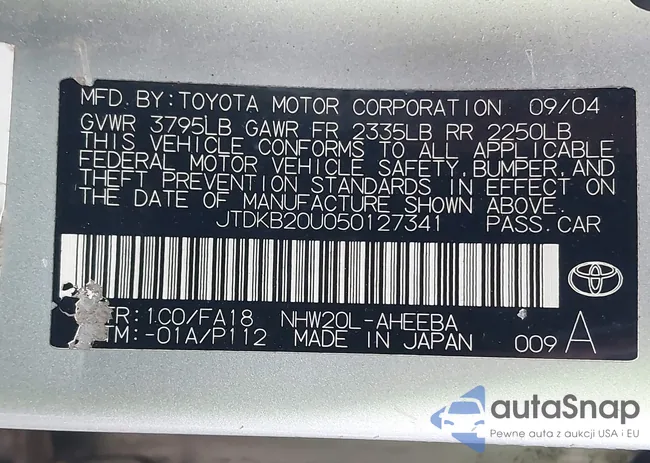 MFD. BY: TOYOTA MOTOR CORPORATION 09/04
GVWR 3795LB GAWR FR 2335LB RR 2250LB
THIS VEHICLE CONFORMS TO ALL APPLICABLE
FEDERAL MOTOR VEHICLE SAFETY, BUMPER, AND
THEFT PREVENTION STANDARDS IN EFFECT ON
THE DATE OF MANUFACTURE SHOWN ABOVE.
JTDKB20U050127341 PASS. CAR
ER: 1C0/FA18 NHW20L-AHEEBA
TM: -01A/P112 MADE IN JAPAN 009 A
autaSnap
Pewne auta z aukcji USA i EU